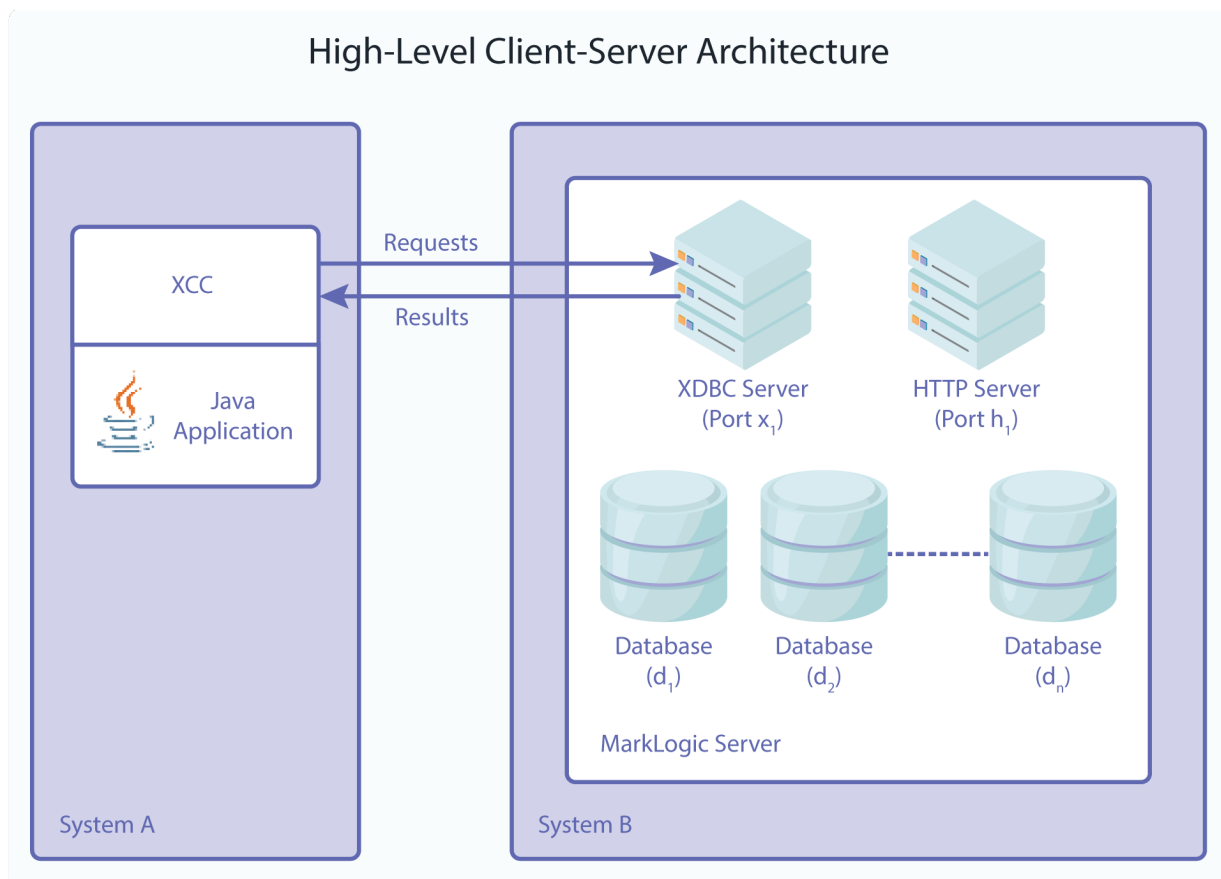 High-Level Client-Server Architecture
XCC
Java
Application
System A
Requests
Results
XDBC Server
(Port x₁)
HTTP Server
(Port h₁)
Database
(d₁)
Database
(d₂)
Database
(dₙ)
MarkLogic Server
System B